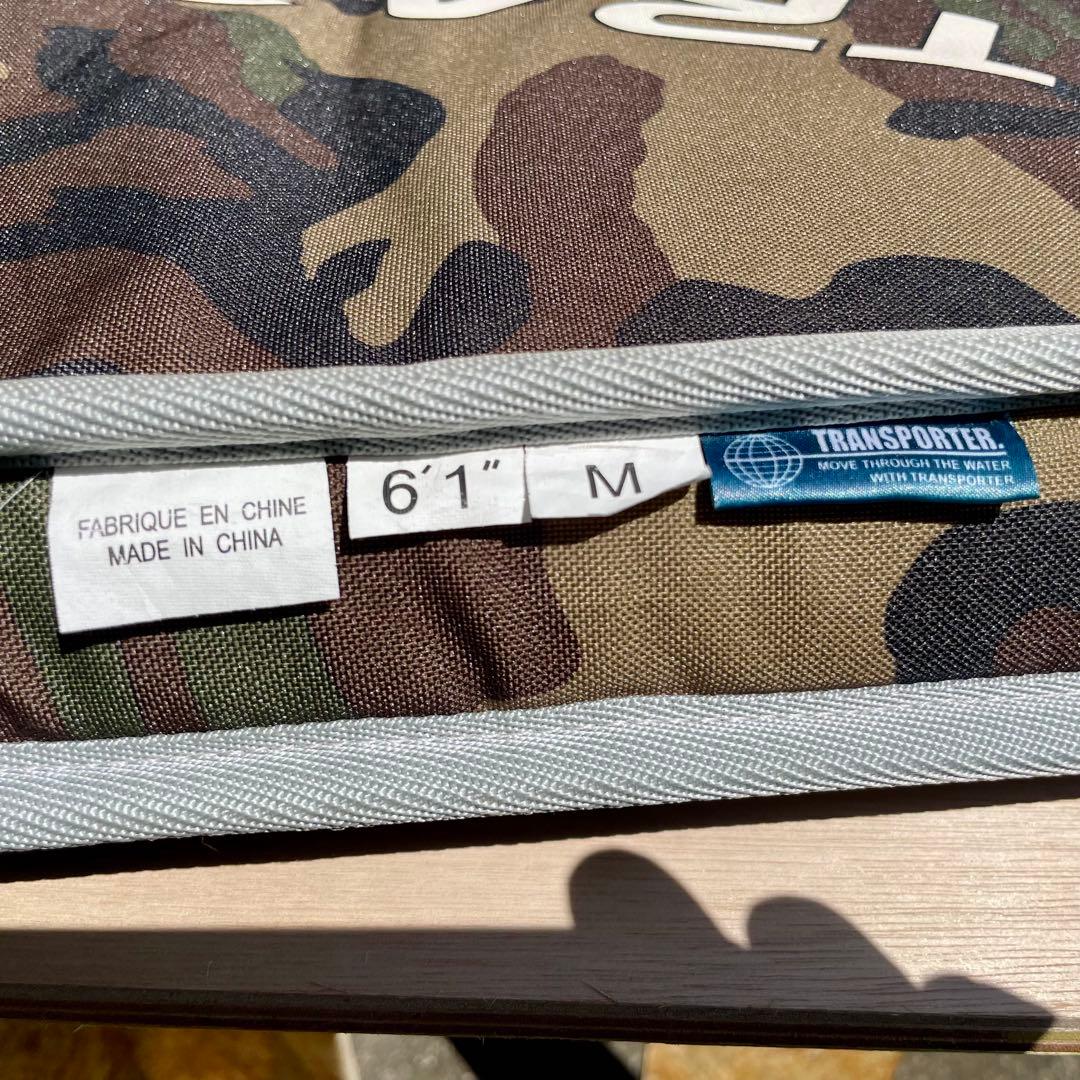 FABRIQUE EN CHINE
MADE IN CHINA
6'1"
M
TRANSPORTER.
MOVE THROUGH THE WATER
WITH TRANSPORTER